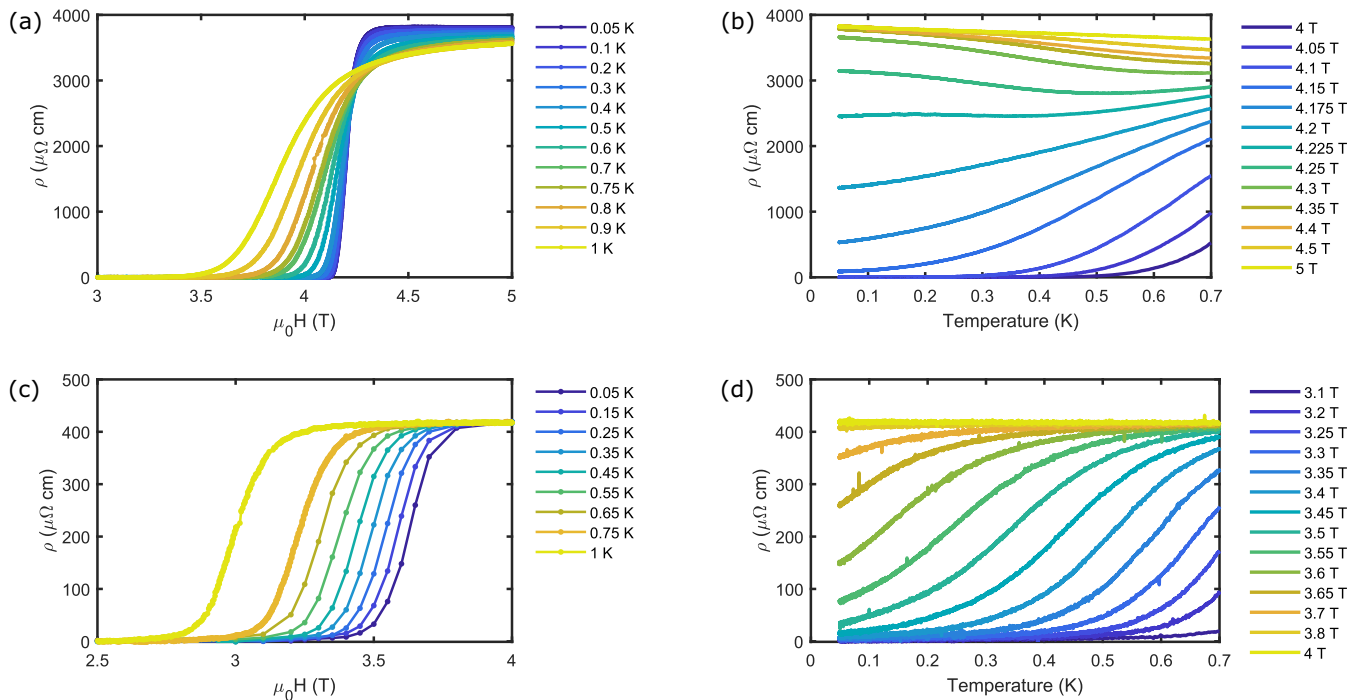 (a)
4000
3000
2000
1000
0
ρ (μΩ cm)
3
3.5
4
4.5
5
μ0H (T)
0.05 K
0.1 K
0.2 K
0.3 K
0.4 K
0.5 K
0.6 K
0.7 K
0.75 K
0.8 K
0.9 K
1 K
(b)
4000
3000
2000
1000
0
ρ (μΩ cm)
0
0.1
0.2
0.3
0.4
0.5
0.6
0.7
Temperature (K)
4 T
4.05 T
4.1 T
4.15 T
4.175 T
4.2 T
4.225 T
4.25 T
4.3 T
4.35 T
4.4 T
4.5 T
5 T
(c)
500
400
300
200
100
0
ρ (μΩ cm)
2.5
3
3.5
4
μ0H (T)
0.05 K
0.15 K
0.25 K
0.35 K
0.45 K
0.55 K
0.65 K
0.75 K
1 K
(d)
500
400
300
200
100
0
ρ (μΩ cm)
0
0.1
0.2
0.3
0.4
0.5
0.6
0.7
Temperature (K)
3.1 T
3.2 T
3.25 T
3.3 T
3.35 T
3.4 T
3.45 T
3.5 T
3.55 T
3.6 T
3.65 T
3.7 T
3.8 T
4 T